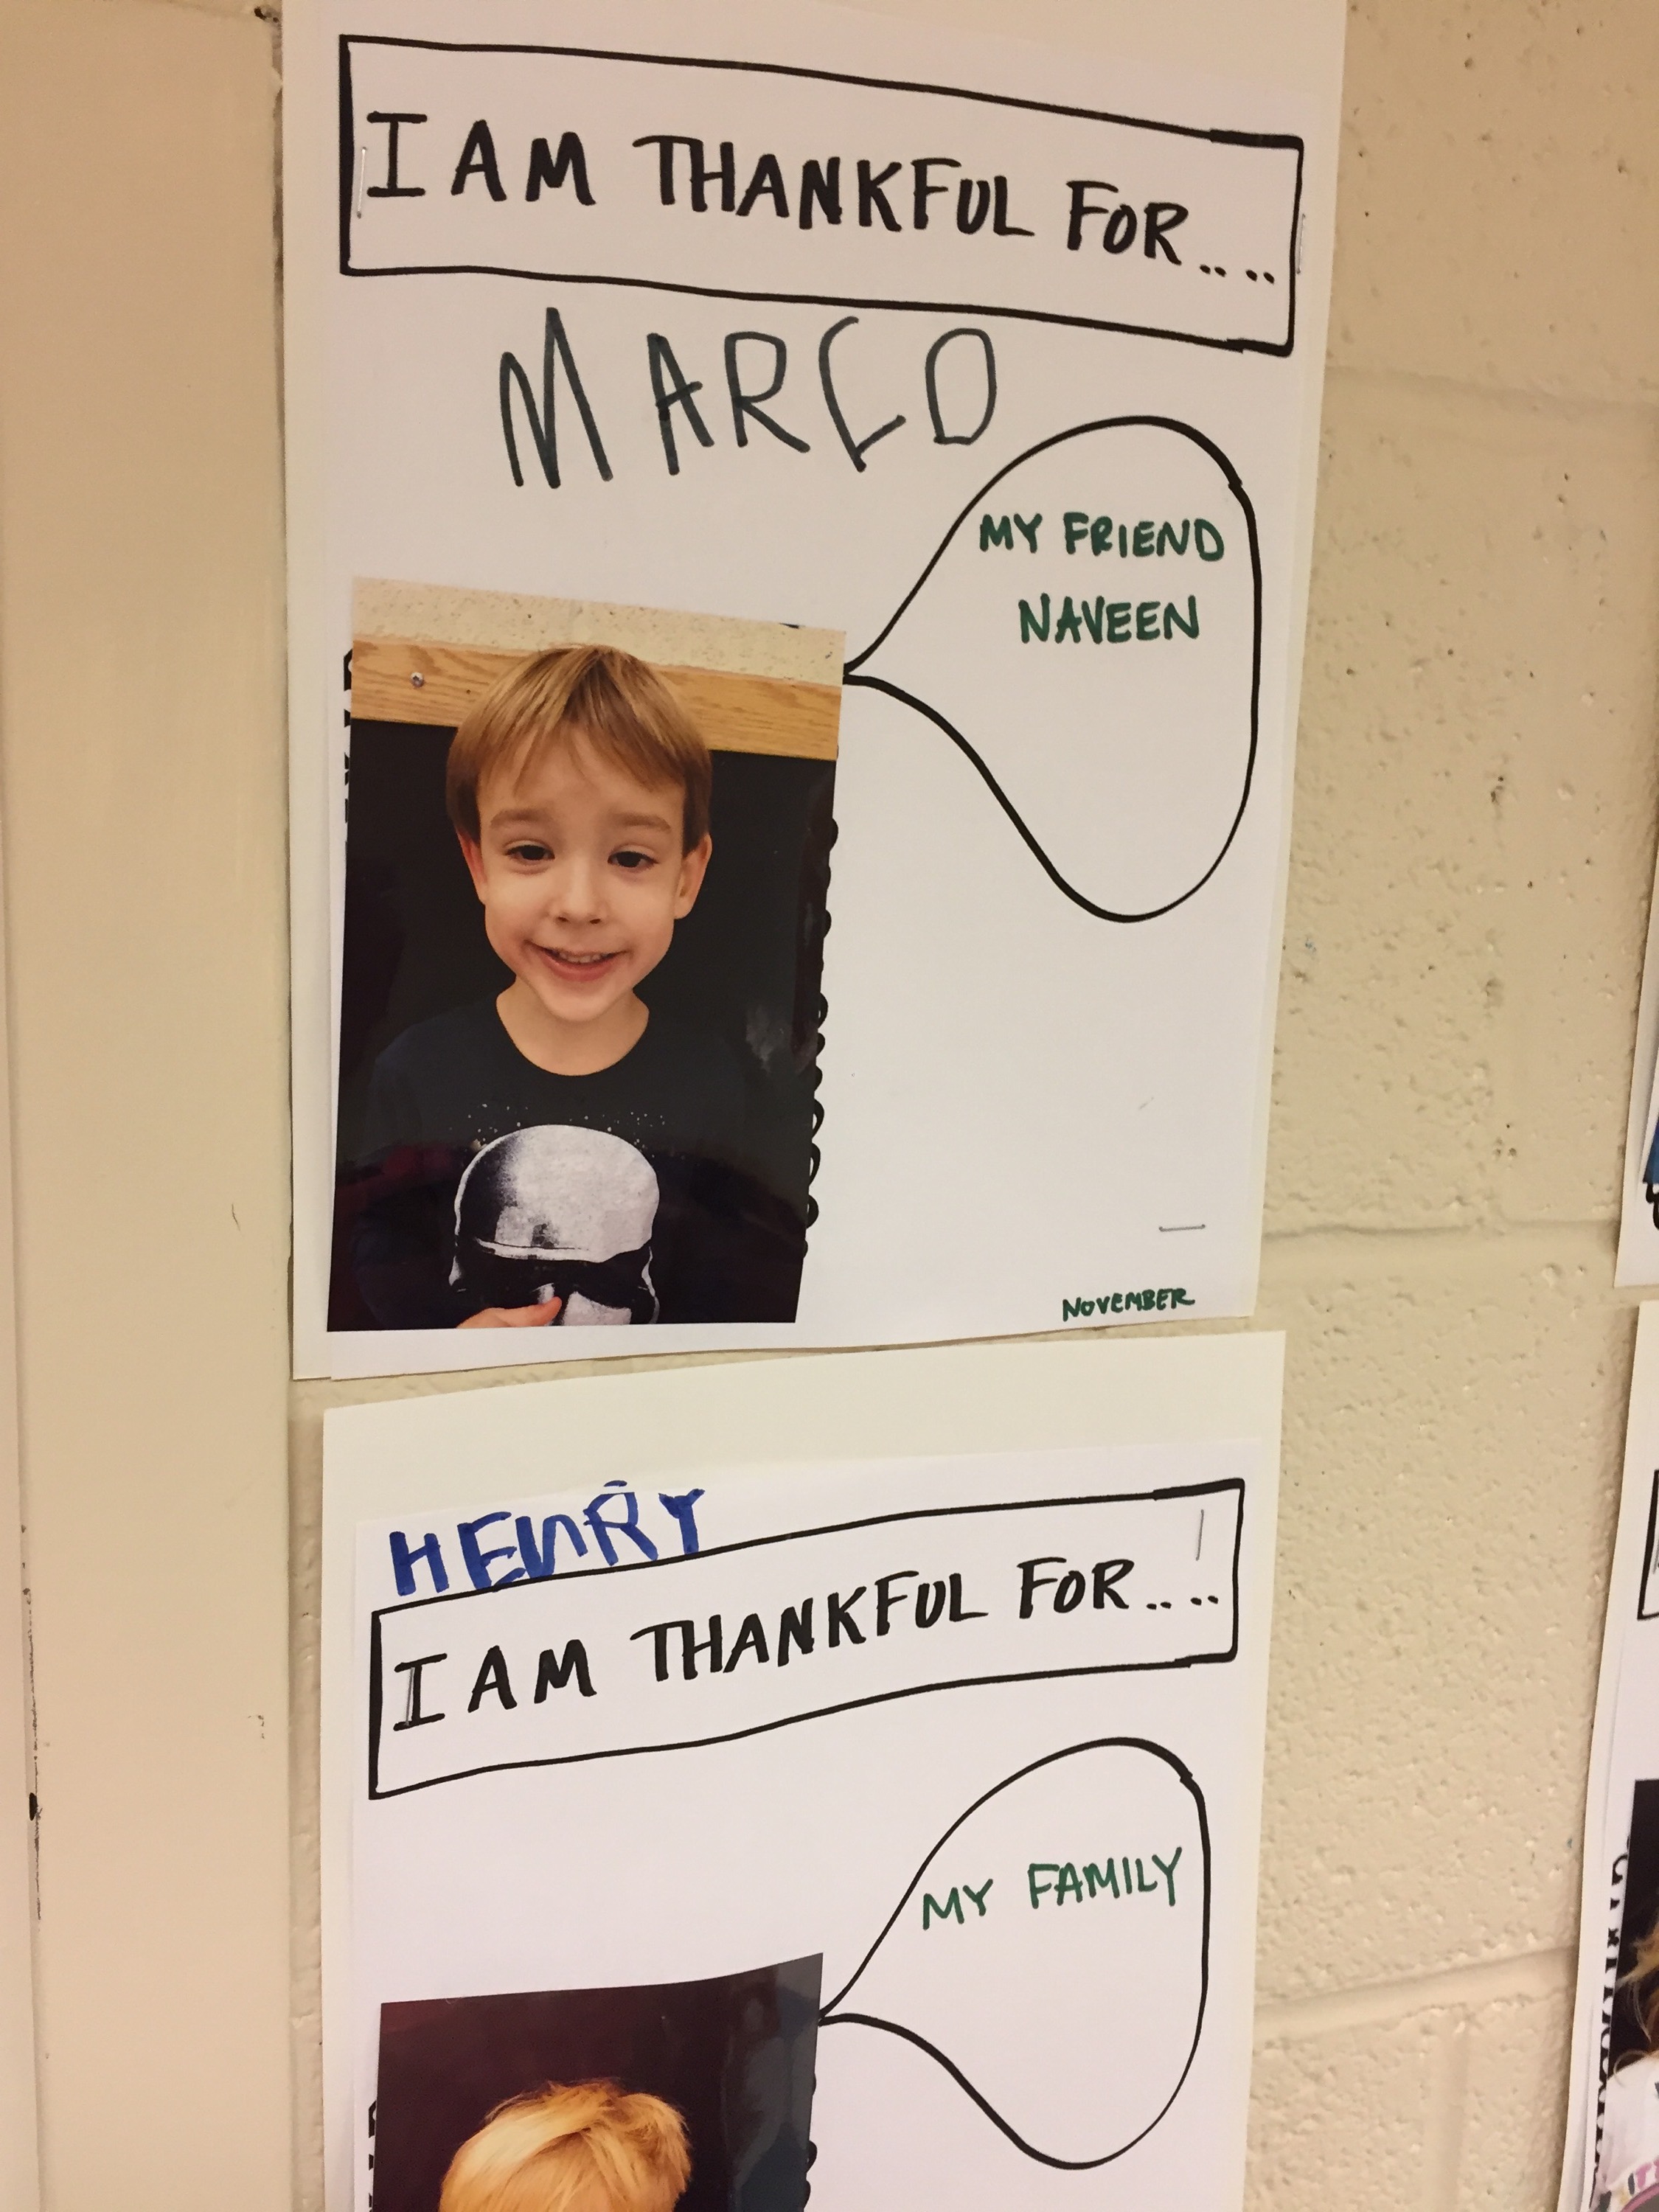 I AM THANKFUL FOR....
MARCO
MY FRIEND
NAVEEN
NOVEMBER
HENRY
I AM THANKFUL FOR....
MY FAMILY